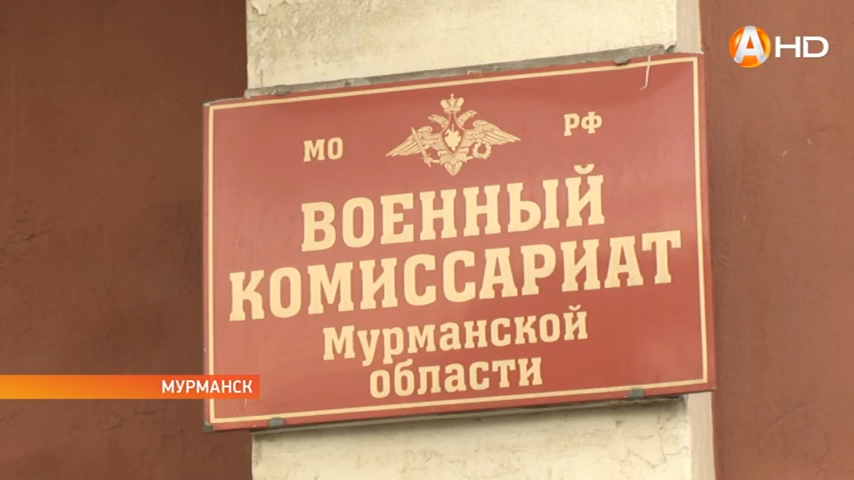 A HD
МО РФ
ВОЕННЫЙ
КОМИССАРИАТ
Мурманской
области
МУРМАНСК